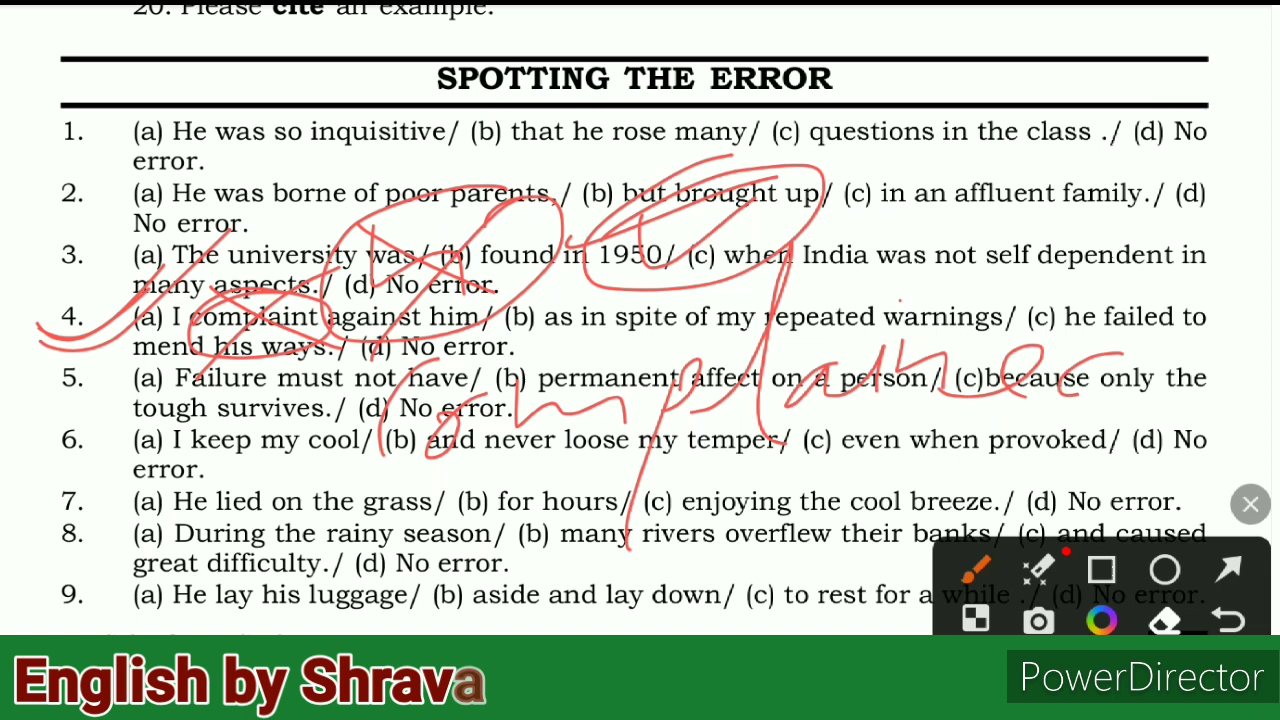 20. Please cite an example.
SPOTTING THE ERROR
1. (a) He was so inquisitive/ (b) that he rose many/ (c) questions in the class ./ (d) No
error.
2. (a) He was borne of poor parents,/ (b) but brought up/ (c) in an affluent family./ (d)
No error.
3. (a) The university was/ (b) found in 1950/ (c) when India was not self dependent in
many aspects./ (d) No error.
4. (a) I complaint against him/ (b) as in spite of my repeated warnings/ (c) he failed to
mend his ways./ (d) No error.
5. (a) Failure must not have/ (b) permanent affect on a person/ (c)because only the
tough survives./ (d) No error.
complainer
6. (a) I keep my cool/ (b) and never loose my temper/ (c) even when provoked/ (d) No
error.
7. (a) He lied on the grass/ (b) for hours/ (c) enjoying the cool breeze./ (d) No error.
8. (a) During the rainy season/ (b) many rivers overflew their banks/ (c) and caused
great difficulty./ (d) No error.
9. (a) He lay his luggage/ (b) aside and lay down/ (c) to rest for a while ./ (d) No error.
English by Shrava
PowerDirector